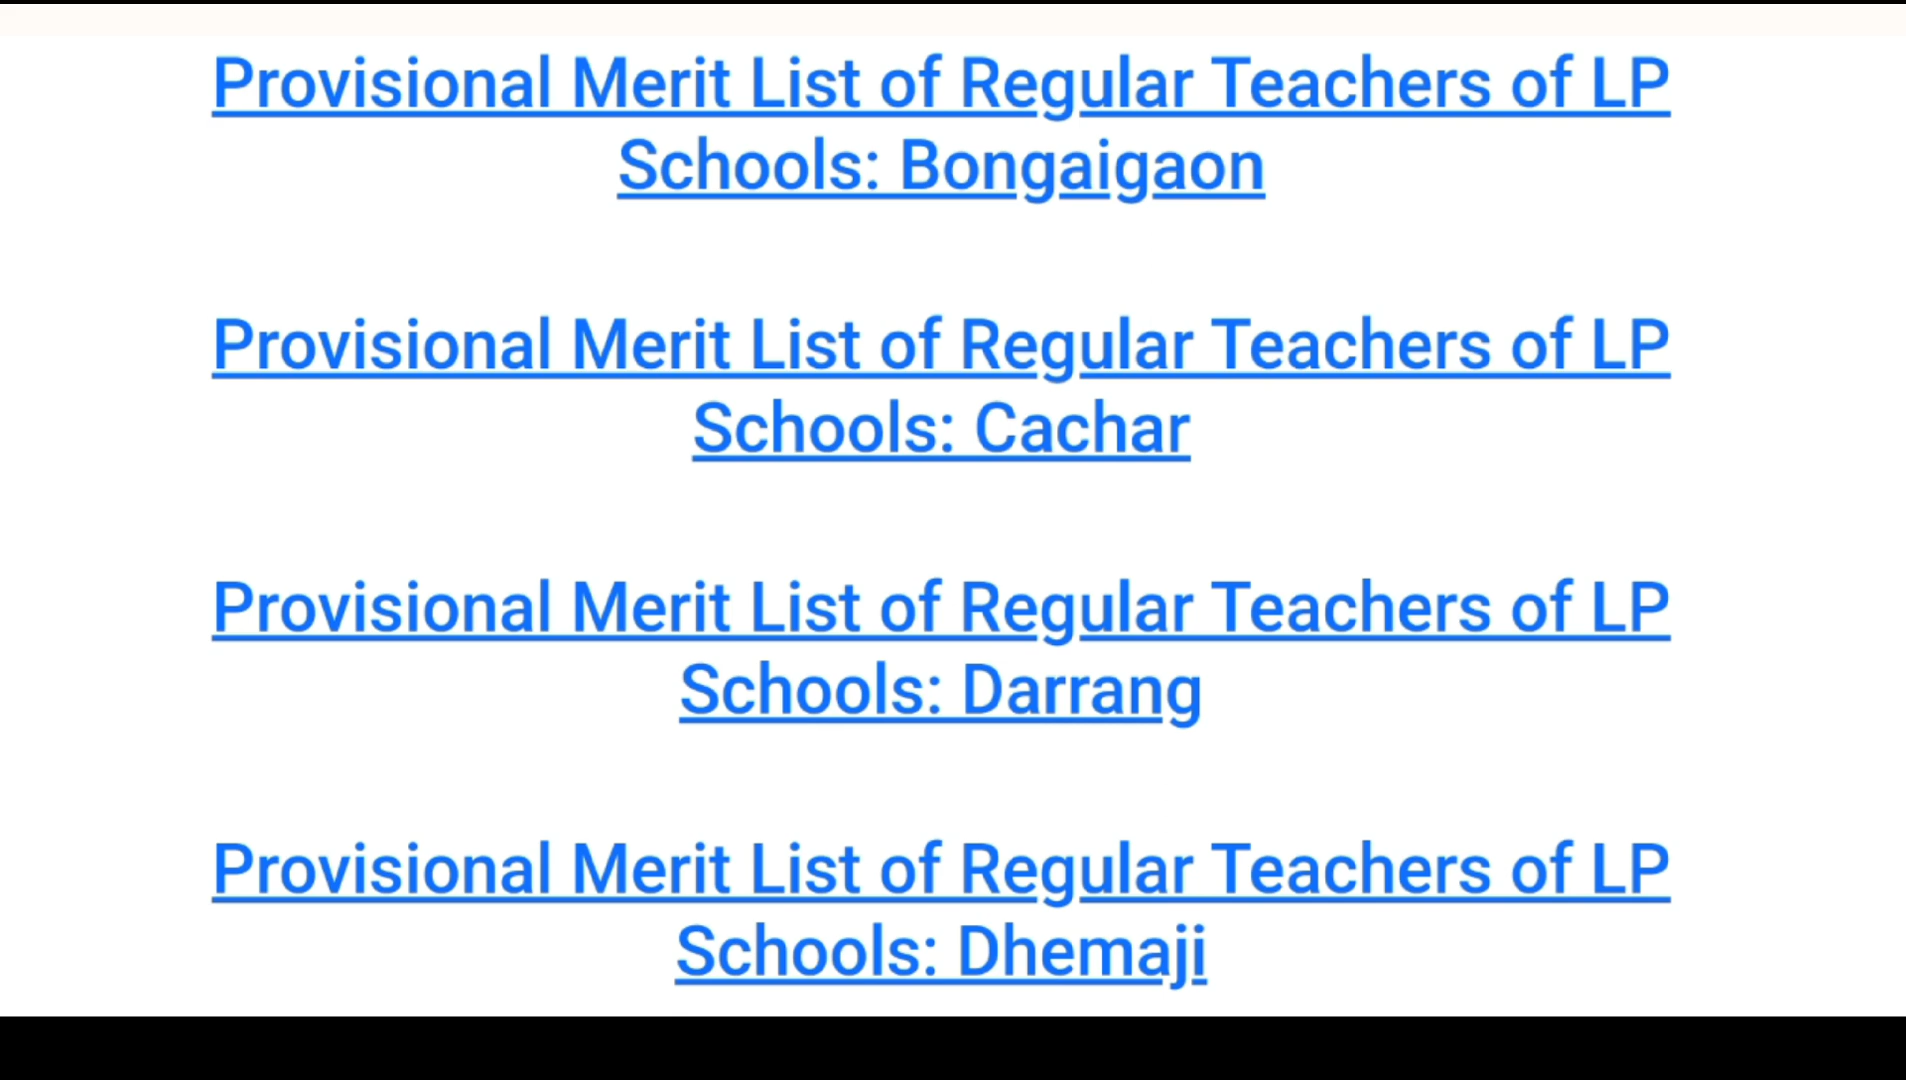 Provisional Merit List of Regular Teachers of LP
Schools: Bongaigaon
Provisional Merit List of Regular Teachers of LP
Schools: Cachar
Provisional Merit List of Regular Teachers of LP
Schools: Darrang
Provisional Merit List of Regular Teachers of LP
Schools: Dhemaji